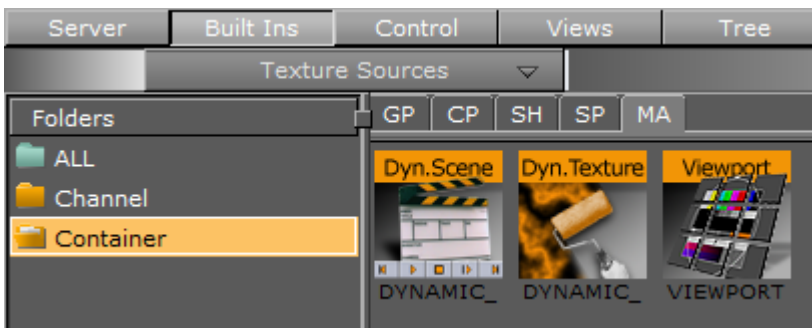 Server Built Ins Control Views Tree
Texture Sources
Folders GP CP SH SP MA
ALL
Channel
Container
Dyn.Scene Dyn.Texture Viewport
DYNAMIC_ DYNAMIC_ VIEWPORT